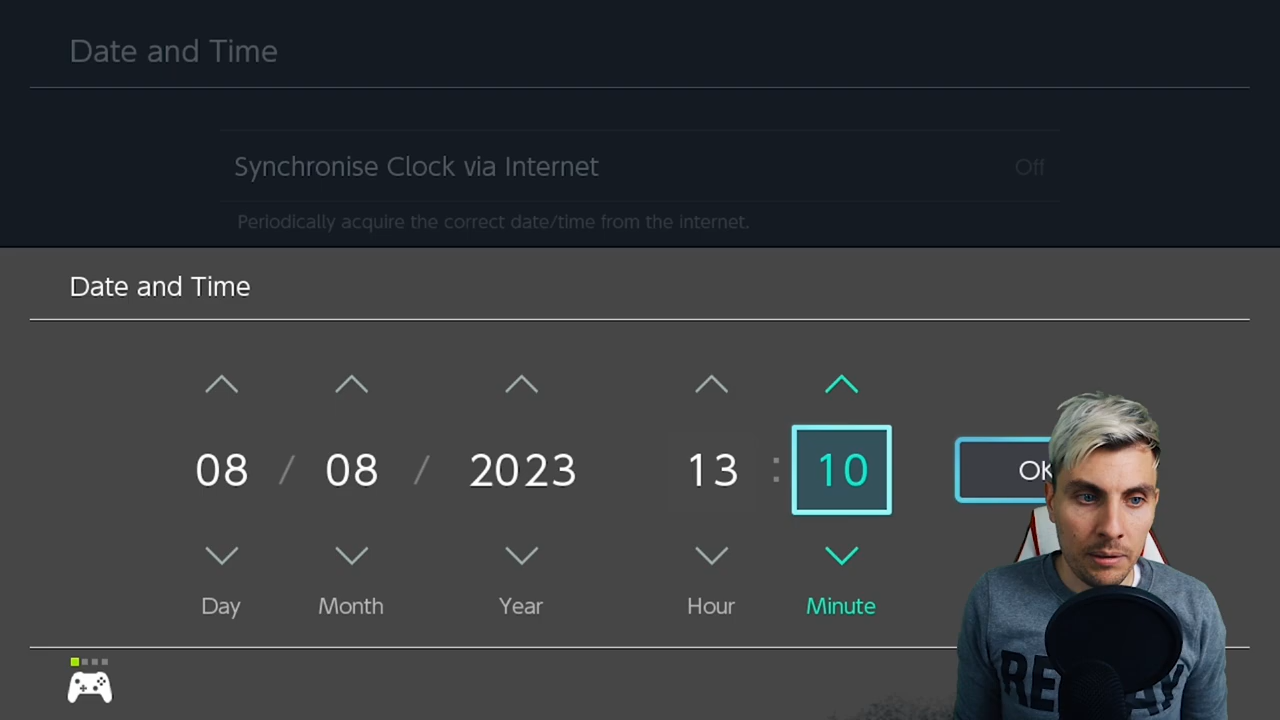 Date and Time
Synchronise Clock via Internet Off
Periodically acquire the correct date/time from the internet.
Date and Time
08 / 08 / 2023 13 : 10 OK
Day Month Year Hour Minute